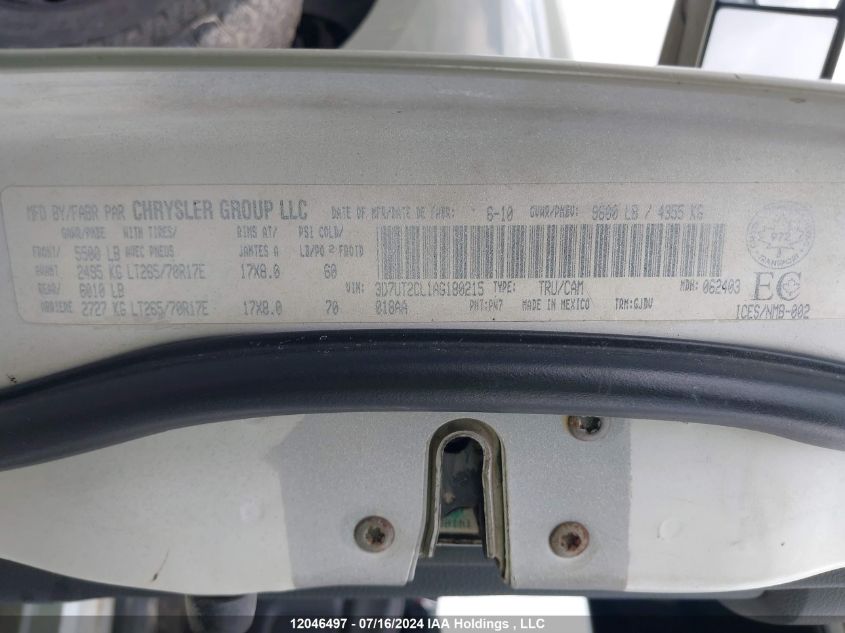 MFD BY/FABR PAR CHRYSLER GROUP LLC DATE OF MFR/DATE DE FABR: 6-10 GVWR/PNBV: 9600 LB / 4355 KG
GAWR/PNBE WITH TIRES/ RIMS AT/ PSI COLD/
FRONT/ 5500 LB AVEC PNEUS JANTES A LB/PO 2 FROID
AVANT 2495 KG LT265/70R17E 17X8.0 60 VIN: 3D7UT2CL1AG180215 TYPE: TRU/CAM MDH: 062403
REAR/ 6010 LB
ARRIERE 2727 KG LT265/70R17E 17X8.0 70 018AA PNT: PW7 MADE IN MEXICO TRM: GJDV
EC
ICES/NMB-002
12046497 - 07/16/2024 IAA Holdings , LLC